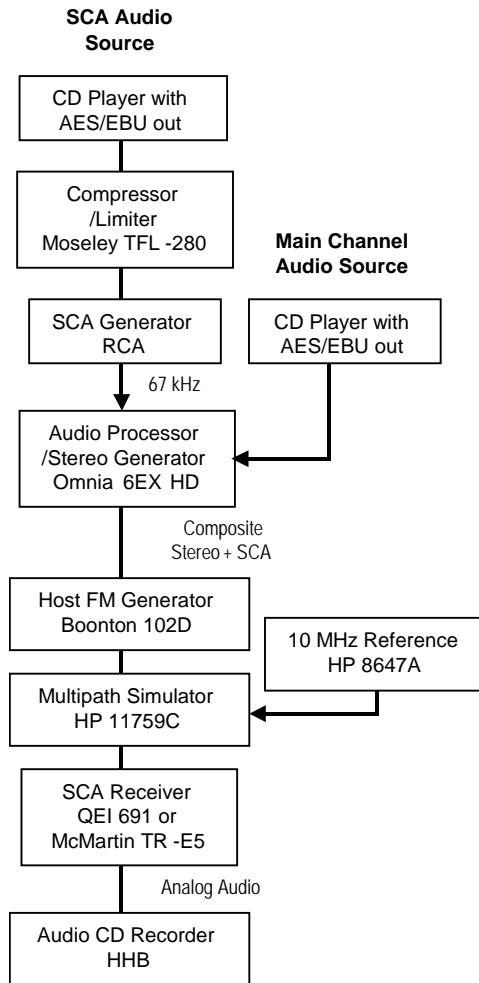 SCA Audio
Source
CD Player with
AES/EBU out
Compressor
/Limiter
Moseley TFL -280
Main Channel
Audio Source
SCA Generator
RCA
CD Player with
AES/EBU out
67 kHz
Audio Processor
/Stereo Generator
Omnia 6EX HD
Composite
Stereo + SCA
Host FM Generator
Boonton 102D
10 MHz Reference
HP 8647A
Multipath Simulator
HP 11759C
SCA Receiver
QEI 691 or
McMartin TR -E5
Analog Audio
Audio CD Recorder
HHB